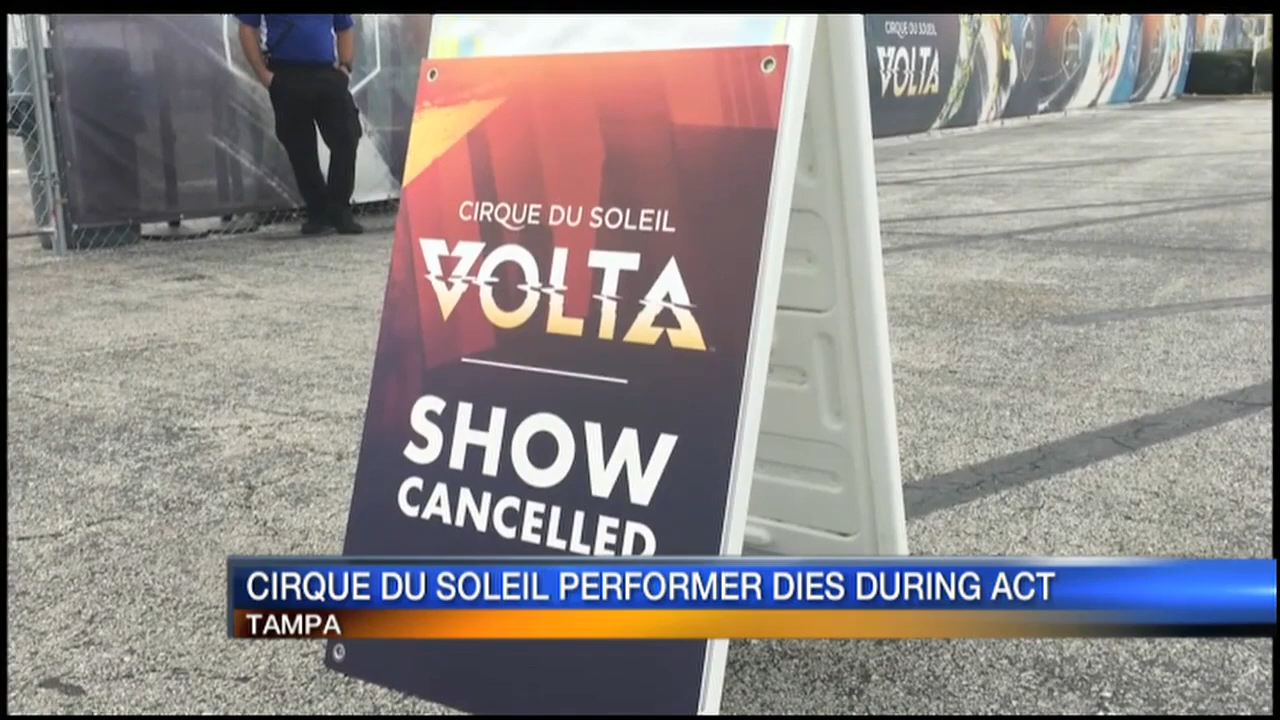 CIRQUE DU SOLEIL
VOLTA
CIRQUE DU SOLEIL
VOLTA
SHOW
CANCELLED
CIRQUE DU SOLEIL PERFORMER DIES DURING ACT
TAMPA